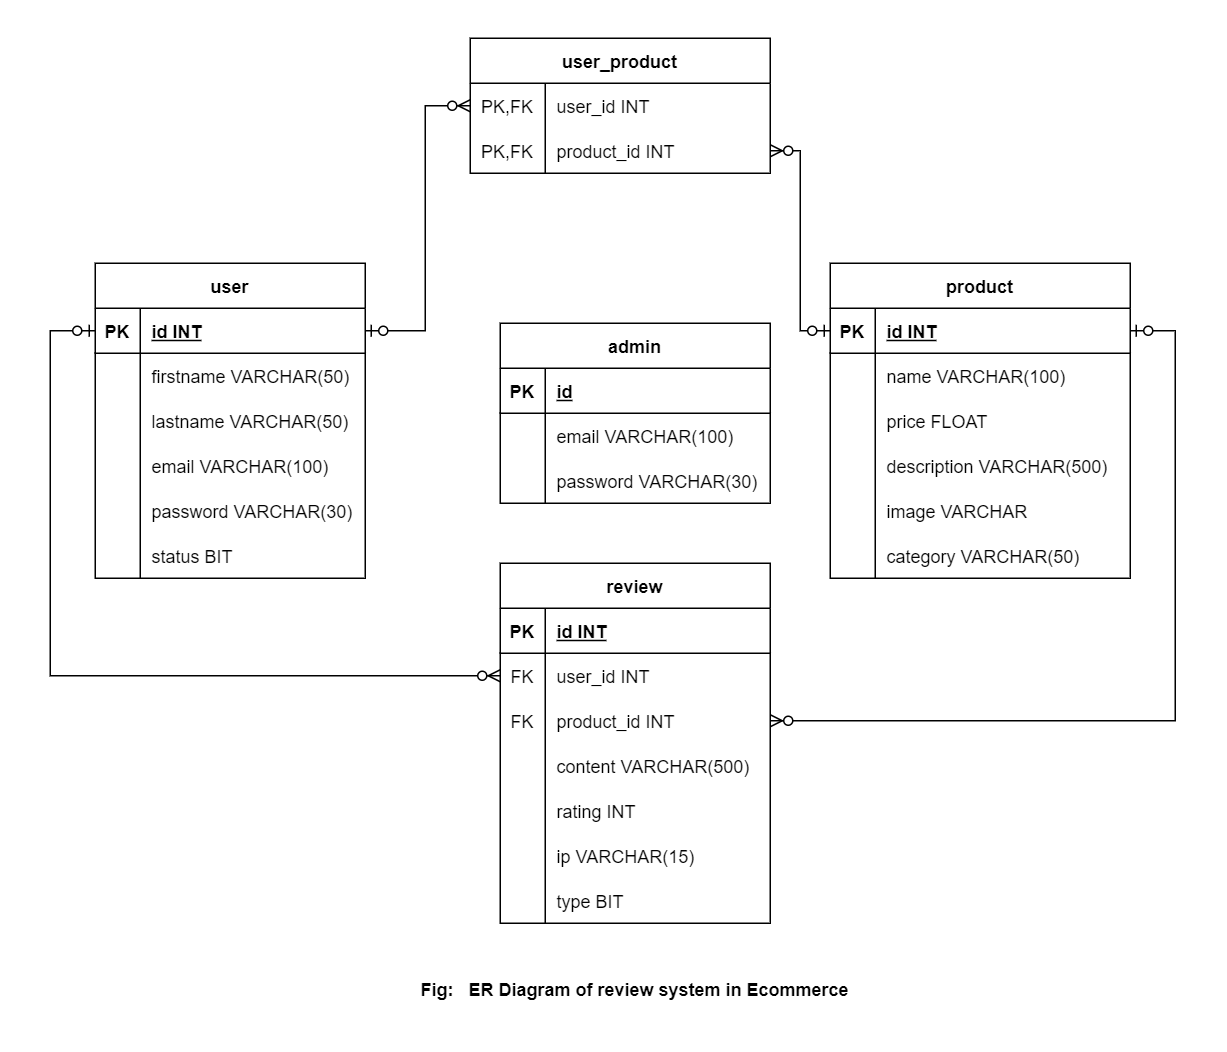 user_product
PK,FK user_id INT
PK,FK product_id INT
user
PK id INT
firstname VARCHAR(50)
lastname VARCHAR(50)
email VARCHAR(100)
password VARCHAR(30)
status BIT
admin
PK id
email VARCHAR(100)
password VARCHAR(30)
product
PK id INT
name VARCHAR(100)
price FLOAT
description VARCHAR(500)
image VARCHAR
category VARCHAR(50)
review
PK id INT
FK user_id INT
FK product_id INT
content VARCHAR(500)
rating INT
ip VARCHAR(15)
type BIT
Fig: ER Diagram of review system in Ecommerce